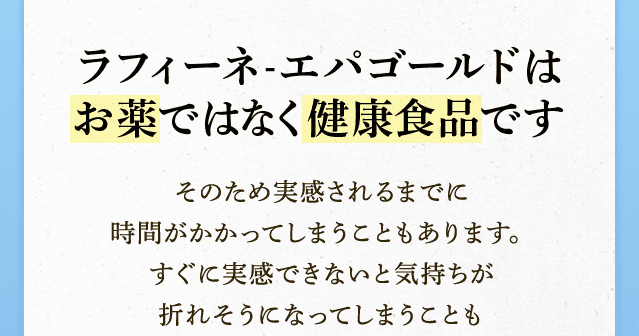 ラフィーネ-エパゴールドは
お薬ではなく健康食品です
そのため実感されるまでに
時間がかかってしまうこともあります。
すぐに実感できないと気持ちが
折れそうになってしまうことも